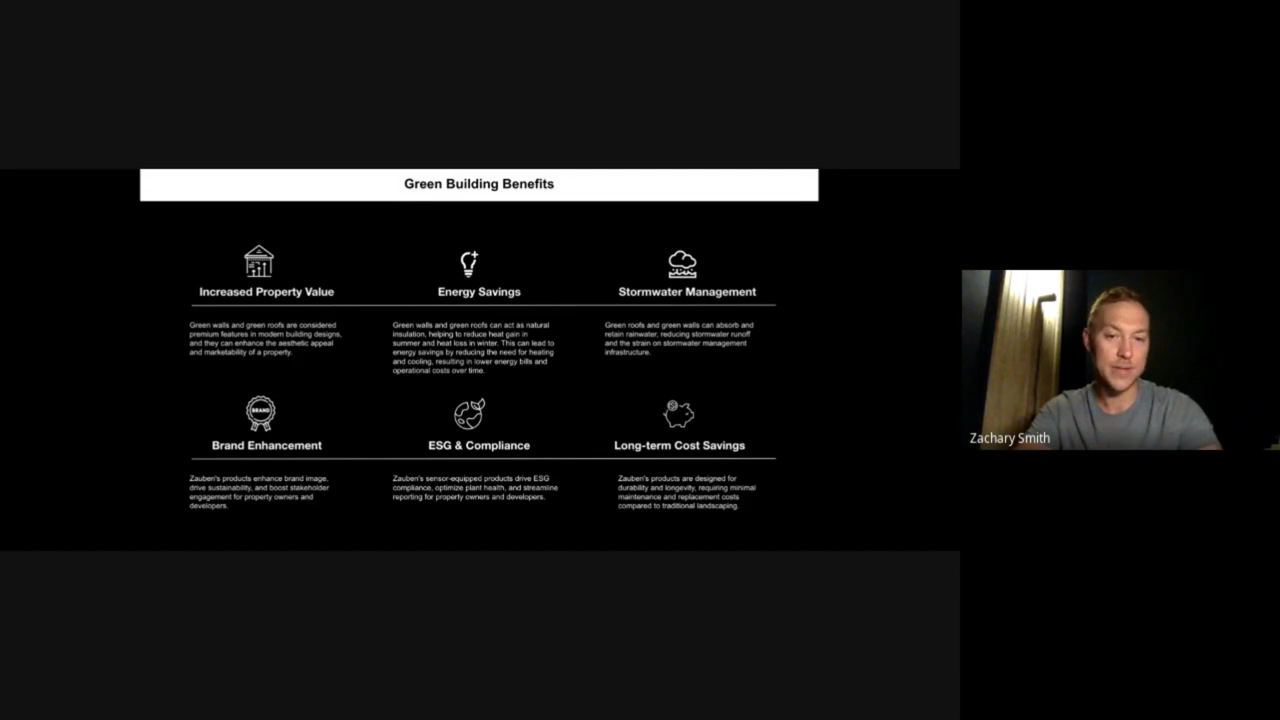 Green Building Benefits
Increased Property Value
Energy Savings
Stormwater Management
Green walls and green roofs are considered
premium features in modern building designs,
and they can enhance the aesthetic appeal
and marketability of a property.
Green walls and green roofs can act as natural
insulation, helping to reduce heat gain in
summer and heat loss in winter. This can lead to
energy savings by reducing the need for heating
and cooling, resulting in lower energy bills and
operational costs over time.
Green roofs and green walls can absorb and
retain rainwater, reducing stormwater runoff
and the strain on stormwater management
infrastructure.
BRAND
Brand Enhancement
ESG & Compliance
Long-term Cost Savings
Zauben's products enhance brand image,
drive sustainability, and boost stakeholder
engagement for property owners and
developers.
Zauben's sensor-equipped products drive ESG
compliance, optimize plant health, and streamline
reporting for property owners and developers.
Zauben's products are designed for
durability and longevity, requiring minimal
maintenance and replacement costs
compared to traditional landscaping.
Zachary Smith